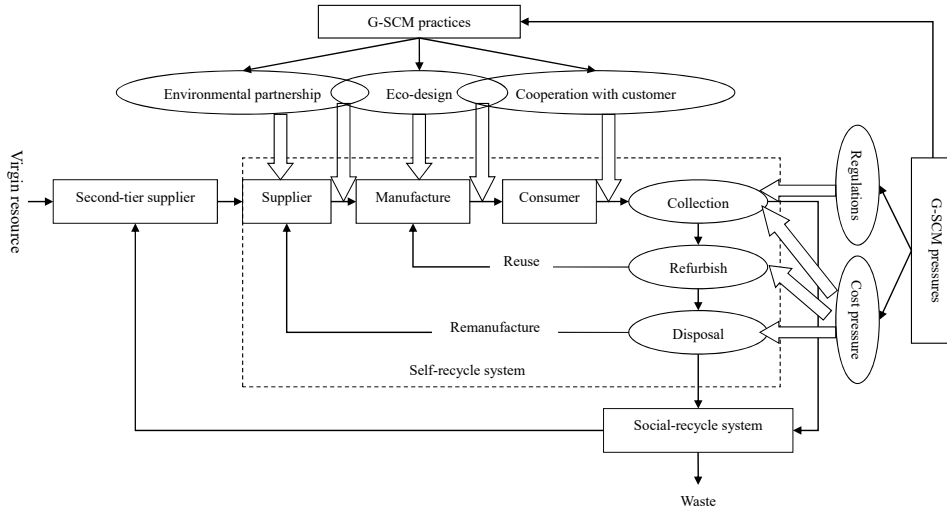 G-SCM practices
Environmental partnership
Eco-design
Cooperation with customer
Virgin resource
Second-tier supplier
Supplier
Manufacture
Consumer
Collection
Regulations
G-SCM pressures
Reuse
Refurbish
Cost pressure
Remanufacture
Disposal
Self-recycle system
Social-recycle system
Waste